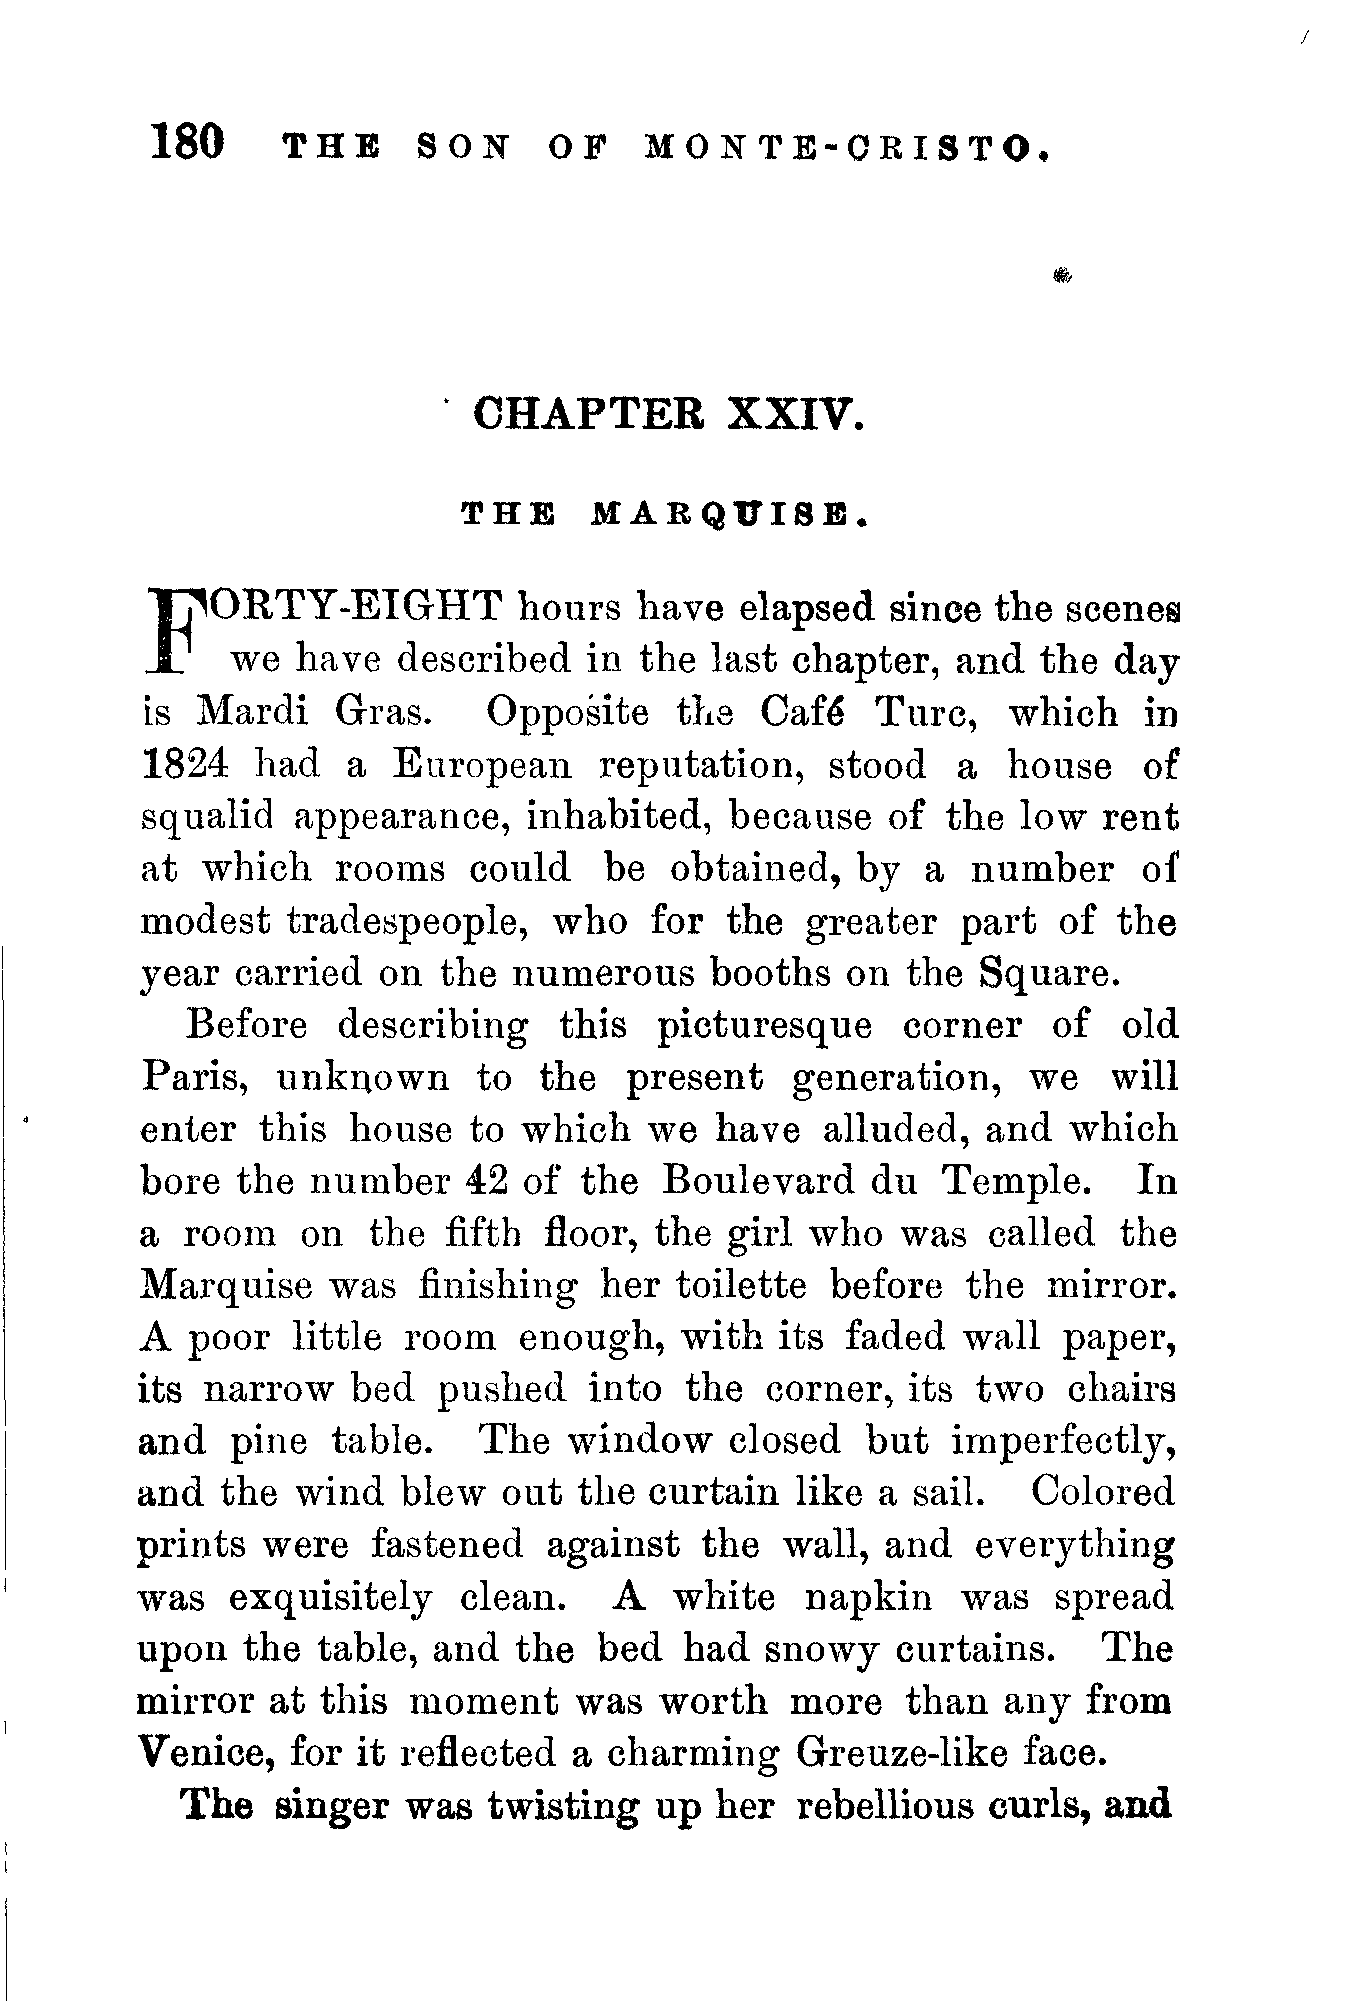 180 THE SON OF MONTE-CRISTO.
CHAPTER XXIV.
THE MARQUISE.
FORTY-EIGHT hours have elapsed since the scenes
we have described in the last chapter, and the day
is Mardi Gras. Opposite the Café Turc, which in
1824 had a European reputation, stood a house of
squalid appearance, inhabited, because of the low rent
at which rooms could be obtained, by a number of
modest tradespeople, who for the greater part of the
year carried on the numerous booths on the Square.
Before describing this picturesque corner of old
Paris, unknown to the present generation, we will
enter this house to which we have alluded, and which
bore the number 42 of the Boulevard du Temple. In
a room on the fifth floor, the girl who was called the
Marquise was finishing her toilette before the mirror.
A poor little room enough, with its faded wall paper,
its narrow bed pushed into the corner, its two chairs
and pine table. The window closed but imperfectly,
and the wind blew out the curtain like a sail. Colored
prints were fastened against the wall, and everything
was exquisitely clean. A white napkin was spread
upon the table, and the bed had snowy curtains. The
mirror at this moment was worth more than any from
Venice, for it reflected a charming Greuze-like face.
The singer was twisting up her rebellious curls, and